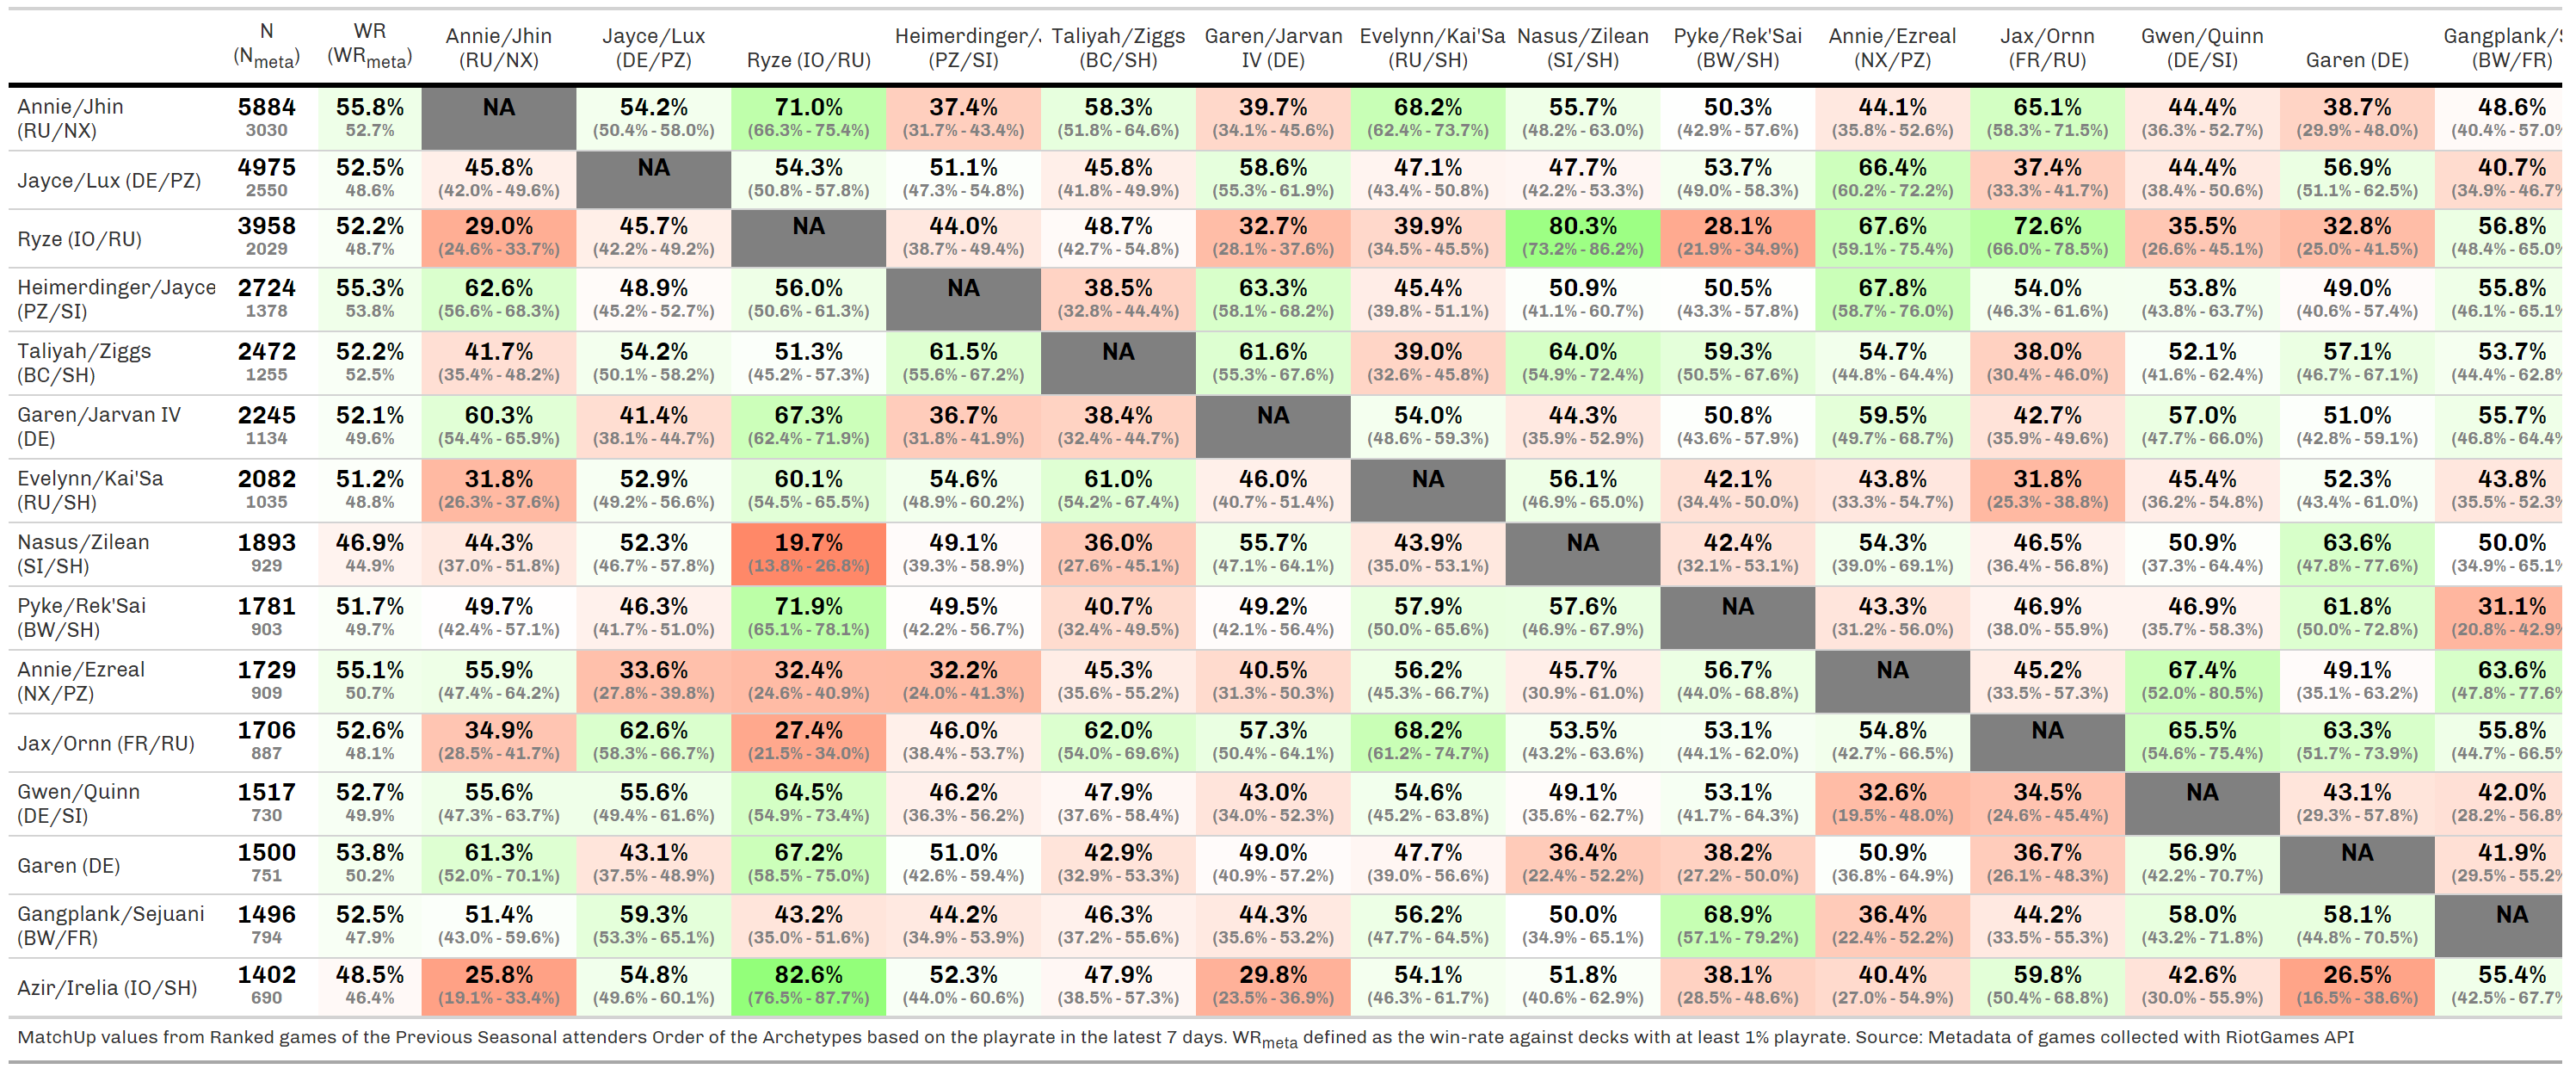 N WR Annie/Jhin Jayce/Lux Heimerdinger/ Taliyah/Ziggs Garen/Jarvan Evelynn/Kai'Sa Nasus/Zilean Pyke/Rek'Sai Annie/Ezreal Jax/Ornn Gwen/Quinn Gangplank/
(Nmeta) (WRmeta) (RU/NX) (DE/PZ) Ryze (IO/RU) (PZ/SI) (BC/SH) IV (DE) (RU/SH) (SI/SH) (BW/SH) (NX/PZ) (FR/RU) (DE/SI) Garen (DE) (BW/FR)
Annie/Jhin 5884 55.8% NA 54.2% 71.0% 37.4% 58.3% 39.7% 68.2% 55.7% 50.3% 44.1% 65.1% 44.4% 38.7% 48.6%
(RU/NX) 3030 52.7% (50.4% - 58.0%) (66.3% - 75.4%) (31.7% - 43.4%) (51.8% - 64.6%) (34.1% - 45.6%) (62.4% - 73.7%) (48.2% - 63.0%) (42.9% - 57.6%) (35.8% - 52.6%) (58.3% - 71.5%) (36.3% - 52.7%) (29.9% - 48.0%) (40.4% - 57.0%
Jayce/Lux (DE/PZ) 4975 52.5% 45.8% NA 54.3% 51.1% 45.8% 58.6% 47.1% 47.7% 53.7% 66.4% 37.4% 44.4% 56.9% 40.7%
2550 48.6% (42.0% - 49.6%) (50.8% - 57.8%) (47.3% - 54.8%) (41.8% - 49.9%) (55.3% - 61.9%) (43.4% - 50.8%) (42.2% - 53.3%) (49.0% - 58.3%) (60.2% - 72.2%) (33.3% - 41.7%) (38.4% - 50.6%) (51.1% - 62.5%) (34.9% - 46.7%
Ryze (IO/RU) 3958 52.2% 29.0% 45.7% NA 44.0% 48.7% 32.7% 39.9% 80.3% 28.1% 67.6% 72.6% 35.5% 32.8% 56.8%
2029 48.7% (24.6% - 33.7%) (42.2% - 49.2%) (38.7% - 49.4%) (42.7% - 54.8%) (28.1% - 37.6%) (34.5% - 45.5%) (73.2% - 86.2%) (21.9% - 34.9%) (59.1% - 75.4%) (66.0% - 78.5%) (26.6% - 45.1%) (25.0% - 41.5%) (48.4% - 65.0%
Heimerdinger/Jayce 2724 55.3% 62.6% 48.9% 56.0% NA 38.5% 63.3% 45.4% 50.9% 50.5% 67.8% 54.0% 53.8% 49.0% 55.8%
(PZ/SI) 1378 53.8% (56.6% - 68.3%) (45.2% - 52.7%) (50.6% - 61.3%) (32.8% - 44.4%) (58.1% - 68.2%) (39.8% - 51.1%) (41.1% - 60.7%) (43.3% - 57.8%) (58.7% - 76.0%) (46.3% - 61.6%) (43.8% - 63.7%) (40.6% - 57.4%) (46.1% - 65.1%
Taliyah/Ziggs 2472 52.2% 41.7% 54.2% 51.3% 61.5% NA 61.6% 39.0% 64.0% 59.3% 54.7% 38.0% 52.1% 57.1% 53.7%
(BC/SH) 1255 52.5% (35.4% - 48.2%) (50.1% - 58.2%) (45.2% - 57.3%) (55.6% - 67.2%) (55.3% - 67.6%) (32.6% - 45.8%) (54.9% - 72.4%) (50.5% - 67.6%) (44.8% - 64.4%) (30.4% - 46.0%) (41.6% - 62.4%) (46.7% - 67.1%) (44.4% - 62.8%
Garen/Jarvan IV 2245 52.1% 60.3% 41.4% 67.3% 36.7% 38.4% NA 54.0% 44.3% 50.8% 59.5% 42.7% 57.0% 51.0% 55.7%
(DE) 1134 49.6% (54.4% - 65.9%) (38.1% - 44.7%) (62.4% - 71.9%) (31.8% - 41.9%) (32.4% - 44.7%) (48.6% - 59.3%) (35.9% - 52.9%) (43.6% - 57.9%) (49.7% - 68.7%) (35.9% - 49.6%) (47.7% - 66.0%) (42.8% - 59.1%) (46.8% - 64.4%
Evelynn/Kai'Sa 2082 51.2% 31.8% 52.9% 60.1% 54.6% 61.0% 46.0% NA 56.1% 42.1% 43.8% 31.8% 45.4% 52.3% 43.8%
(RU/SH) 1035 48.8% (26.3% - 37.6%) (49.2% - 56.6%) (54.5% - 65.5%) (48.9% - 60.2%) (54.2% - 67.4%) (40.7% - 51.4%) (46.9% - 65.0%) (34.4% - 50.0%) (33.3% - 54.7%) (25.3% - 38.8%) (36.2% - 54.8%) (43.4% - 61.0%) (35.5% - 52.3%
Nasus/Zilean 1893 46.9% 44.3% 52.3% 19.7% 49.1% 36.0% 55.7% 43.9% NA 42.4% 54.3% 46.5% 50.9% 63.6% 50.0%
(SI/SH) 929 44.9% (37.0% - 51.8%) (46.7% - 57.8%) (13.8% - 26.8%) (39.3% - 58.9%) (27.6% - 45.1%) (47.1% - 64.1%) (35.0% - 53.1%) (32.1% - 53.1%) (39.0% - 69.1%) (36.4% - 56.8%) (37.3% - 64.4%) (47.8% - 77.6%) (34.9% - 65.1%
Pyke/Rek'Sai 1781 51.7% 49.7% 46.3% 71.9% 49.5% 40.7% 49.2% 57.9% 57.6% NA 43.3% 46.9% 46.9% 61.8% 31.1%
(BW/SH) 903 49.7% (42.4% - 57.1%) (41.7% - 51.0%) (65.1% - 78.1%) (42.2% - 56.7%) (32.4% - 49.5%) (42.1% - 56.4%) (50.0% - 65.6%) (46.9% - 67.9%) (31.2% - 56.0%) (38.0% - 55.9%) (35.7% - 58.3%) (50.0% - 72.8%) (20.8% - 42.9%
Annie/Ezreal 1729 55.1% 55.9% 33.6% 32.4% 32.2% 45.3% 40.5% 56.2% 45.7% 56.7% NA 45.2% 67.4% 49.1% 63.6%
(NX/PZ) 909 50.7% (47.4% - 64.2%) (27.8% - 39.8%) (24.6% - 40.9%) (24.0% - 41.3%) (35.6% - 55.2%) (31.3% - 50.3%) (45.3% - 66.7%) (30.9% - 61.0%) (44.0% - 68.8%) (33.5% - 57.3%) (52.0% - 80.5%) (35.1% - 63.2%) (47.8% - 77.6%
Jax/Ornn (FR/RU) 1706 52.6% 34.9% 62.6% 27.4% 46.0% 62.0% 57.3% 68.2% 53.5% 53.1% 54.8% NA 65.5% 63.3% 55.8%
887 48.1% (28.5% - 41.7%) (58.3% - 66.7%) (21.5% - 34.0%) (38.4% - 53.7%) (54.0% - 69.6%) (50.4% - 64.1%) (61.2% - 74.7%) (43.2% - 63.6%) (44.1% - 62.0%) (42.7% - 66.5%) (54.6% - 75.4%) (51.7% - 73.9%) (44.7% - 66.5%
Gwen/Quinn 1517 52.7% 55.6% 55.6% 64.5% 46.2% 47.9% 43.0% 54.6% 49.1% 53.1% 32.6% 34.5% NA 43.1% 42.0%
(DE/SI) 730 49.9% (47.3% - 63.7%) (49.4% - 61.6%) (54.9% - 73.4%) (36.3% - 56.2%) (37.6% - 58.4%) (34.0% - 52.3%) (45.2% - 63.8%) (35.6% - 62.7%) (41.7% - 64.3%) (19.5% - 48.0%) (24.6% - 45.4%) (29.3% - 57.8%) (28.2% - 56.8%
Garen (DE) 1500 53.8% 61.3% 43.1% 67.2% 51.0% 42.9% 49.0% 47.7% 36.4% 38.2% 50.9% 36.7% 56.9% NA 41.9%
751 50.2% (52.0% - 70.1%) (37.5% - 48.9%) (58.5% - 75.0%) (42.6% - 59.4%) (32.9% - 53.3%) (40.9% - 57.2%) (39.0% - 56.6%) (22.4% - 52.2%) (27.2% - 50.0%) (36.8% - 64.9%) (26.1% - 48.3%) (42.2% - 70.7%) (29.5% - 55.2%
Gangplank/Sejuani 1496 52.5% 51.4% 59.3% 43.2% 44.2% 46.3% 44.3% 56.2% 50.0% 68.9% 36.4% 44.2% 58.0% 58.1% NA
(BW/FR) 794 47.9% (43.0% - 59.6%) (53.3% - 65.1%) (35.0% - 51.6%) (34.9% - 53.9%) (37.2% - 55.6%) (35.6% - 53.2%) (47.7% - 64.5%) (34.9% - 65.1%) (57.1% - 79.2%) (22.4% - 52.2%) (33.5% - 55.3%) (43.2% - 71.8%) (44.8% - 70.5%)
Azir/Irelia (IO/SH) 1402 48.5% 25.8% 54.8% 82.6% 52.3% 47.9% 29.8% 54.1% 51.8% 38.1% 40.4% 59.8% 42.6% 26.5% 55.4%
690 46.4% (19.1% - 33.4%) (49.6% - 60.1%) (76.5% - 87.7%) (44.0% - 60.6%) (38.5% - 57.3%) (23.5% - 36.9%) (46.3% - 61.7%) (40.6% - 62.9%) (28.5% - 48.6%) (27.0% - 54.9%) (50.4% - 68.8%) (30.0% - 55.9%) (16.5% - 38.6%) (42.5% - 67.7%
MatchUp values from Ranked games of the Previous Seasonal attenders Order of the Archetypes based on the playrate in the latest 7 days. WRmeta defined as the win-rate against decks with at least 1% playrate. Source: Metadata of games collected with RiotGames API